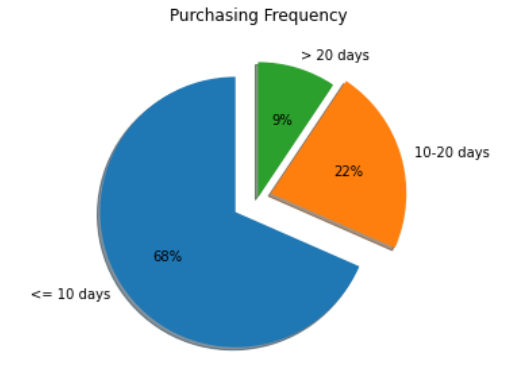 Purchasing Frequency
> 20 days
9%
10-20 days
22%
68%
<= 10 days